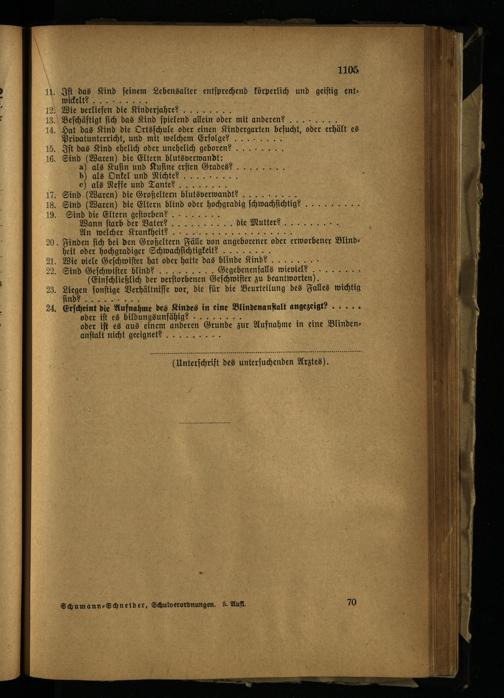 1105
11. Ist das Kind seinem Lebensalter entsprechend körperlich und geistig ent-
wickelt? . . . . . . . . .
12. Wie verliefen die Kinderjahre? . . . . . . . .
13. Beschäftigt sich das Kind spielend allein oder mit anderen? . . . . . . . .
14. Hat das Kind die Ortsschule oder einen Kindergarten besucht, oder erhält es
Privatunterricht, und mit welchem Erfolge? . . . . . . . .
15. Ist das Kind ehelich oder unehelich geboren? . . . . . . . .
16. Sind (Waren) die Eltern blutsverwandt:
a) als Kusin und Kusine ersten Grades? . . . . . . . .
b) als Onkel und Nichte? . . . . . . . . .
c) als Neffe und Tante? . . . . . . . .
17. Sind (Waren) die Großeltern blutsverwandt? . . . . . . . . .
18. Sind (Waren) die Eltern blind oder hochgradig schwachsichtig? . . . . . . . . .
19. Sind die Eltern gestorben? . . . . . . . .
Wann starb der Vater? . . . . . . . . . . die Mutter? . . . . . . . . .
An welcher Krankheit? . . . . . . . . . . . . . . . . . . . . . . . .
20. Finden sich bei den Großeltern Fälle von angeborener oder erworbener Blind-
heit oder hochgradiger Schwachsichtigkeit? . . . . . . . .
21. Wie viele Geschwister hat oder hatte das blinde Kind? . . . . . . . .
22. Sind Geschwister blind? . . . . . . . . . Gegebenenfalls wieviel? . . . . . . . .
(Einschließlich der verstorbenen Geschwister zu beantworten).
23. Liegen sonstige Verhältnisse vor, die für die Beurteilung des Falles wichtig
sind? . . . . . . . . .
24. Erscheint die Aufnahme des Kindes in eine Blindenanstalt angezeigt? . . . . .
oder ist es bildungsunfähig? . . . . . . . .
oder ist es aus einem anderen Grunde zur Aufnahme in eine Blinden-
anstalt nicht geeignet? . . . . . . . . .
(Unterschrift des untersuchenden Arztes).
Schumann-Schneider, Schulverordnungen. 5. Aufl. 70